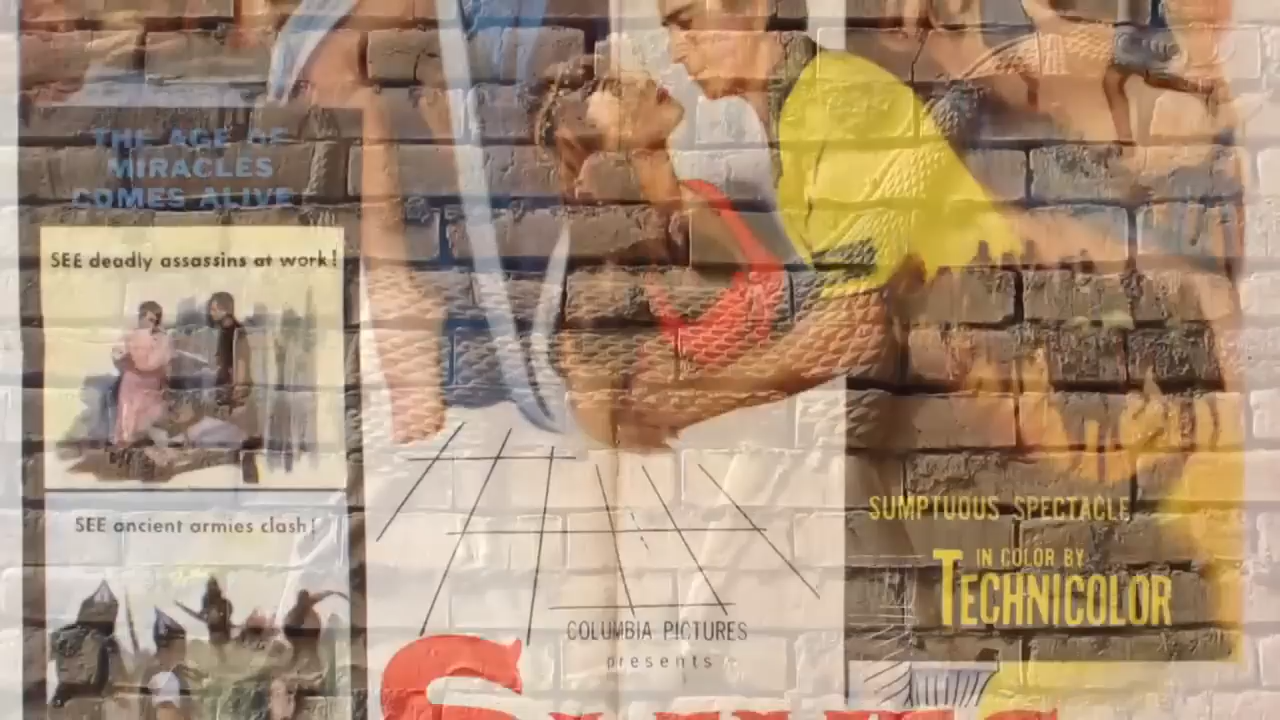 THE AGE OF
MIRACLES
COMES ALIVE
SEE deadly assassins at work!
SEE ancient armies clash!
SUMPTUOUS SPECTACLE
IN COLOR BY
TECHNICOLOR
COLUMBIA PICTURES
presents